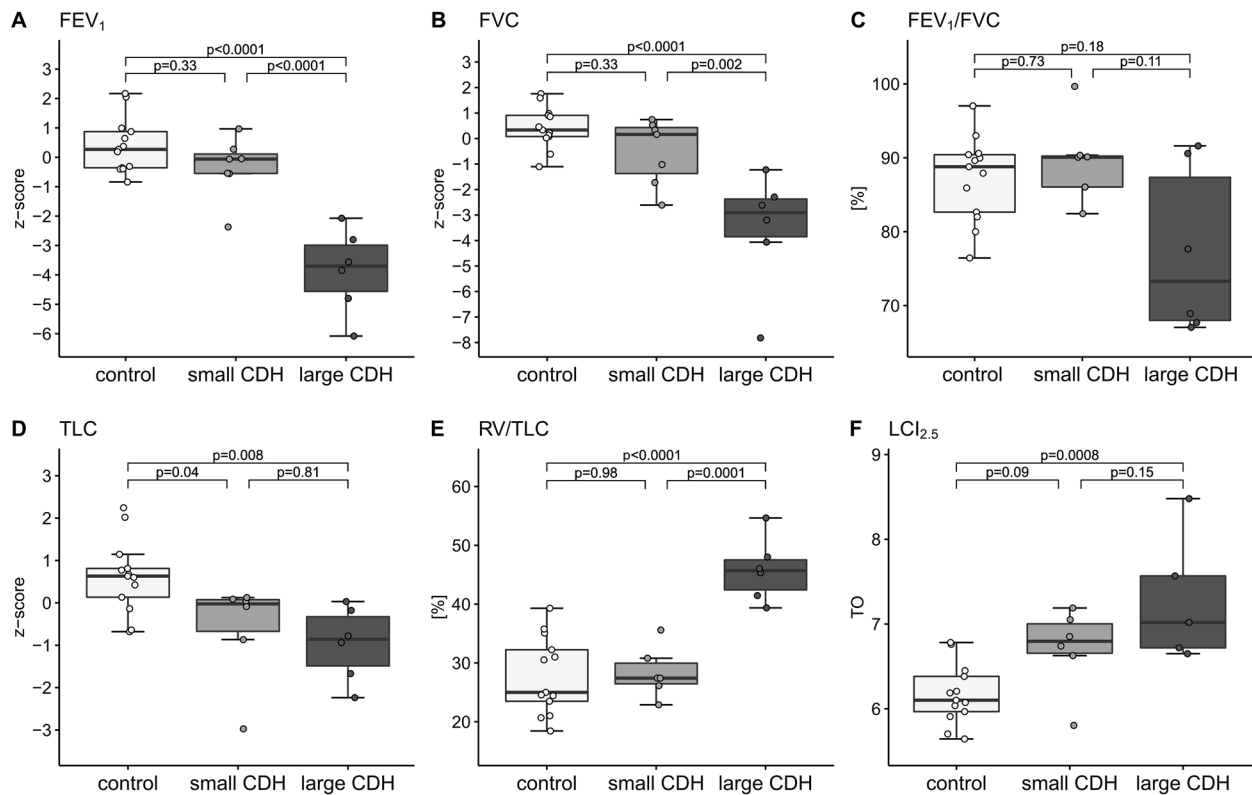 A FEV₁
p<0.0001
p=0.33 p<0.0001
3
2
1
0
−1
−2
−3
−4
−5
−6
z−score
control small CDH large CDH
B FVC
p<0.0001
p=0.33 p=0.002
3
2
1
0
−1
−2
−3
−4
−5
−6
−7
−8
z−score
control small CDH large CDH
C FEV₁/FVC
p=0.18
p=0.73 p=0.11
100
90
80
70
[%]
control small CDH large CDH
D TLC
p=0.008
p=0.04 p=0.81
3
2
1
0
−1
−2
−3
z−score
control small CDH large CDH
E RV/TLC
p<0.0001
p=0.98 p=0.0001
60
50
40
30
20
[%]
control small CDH large CDH
F LCI₂.₅
p=0.0008
p=0.09 p=0.15
9
8
7
6
TO
control small CDH large CDH